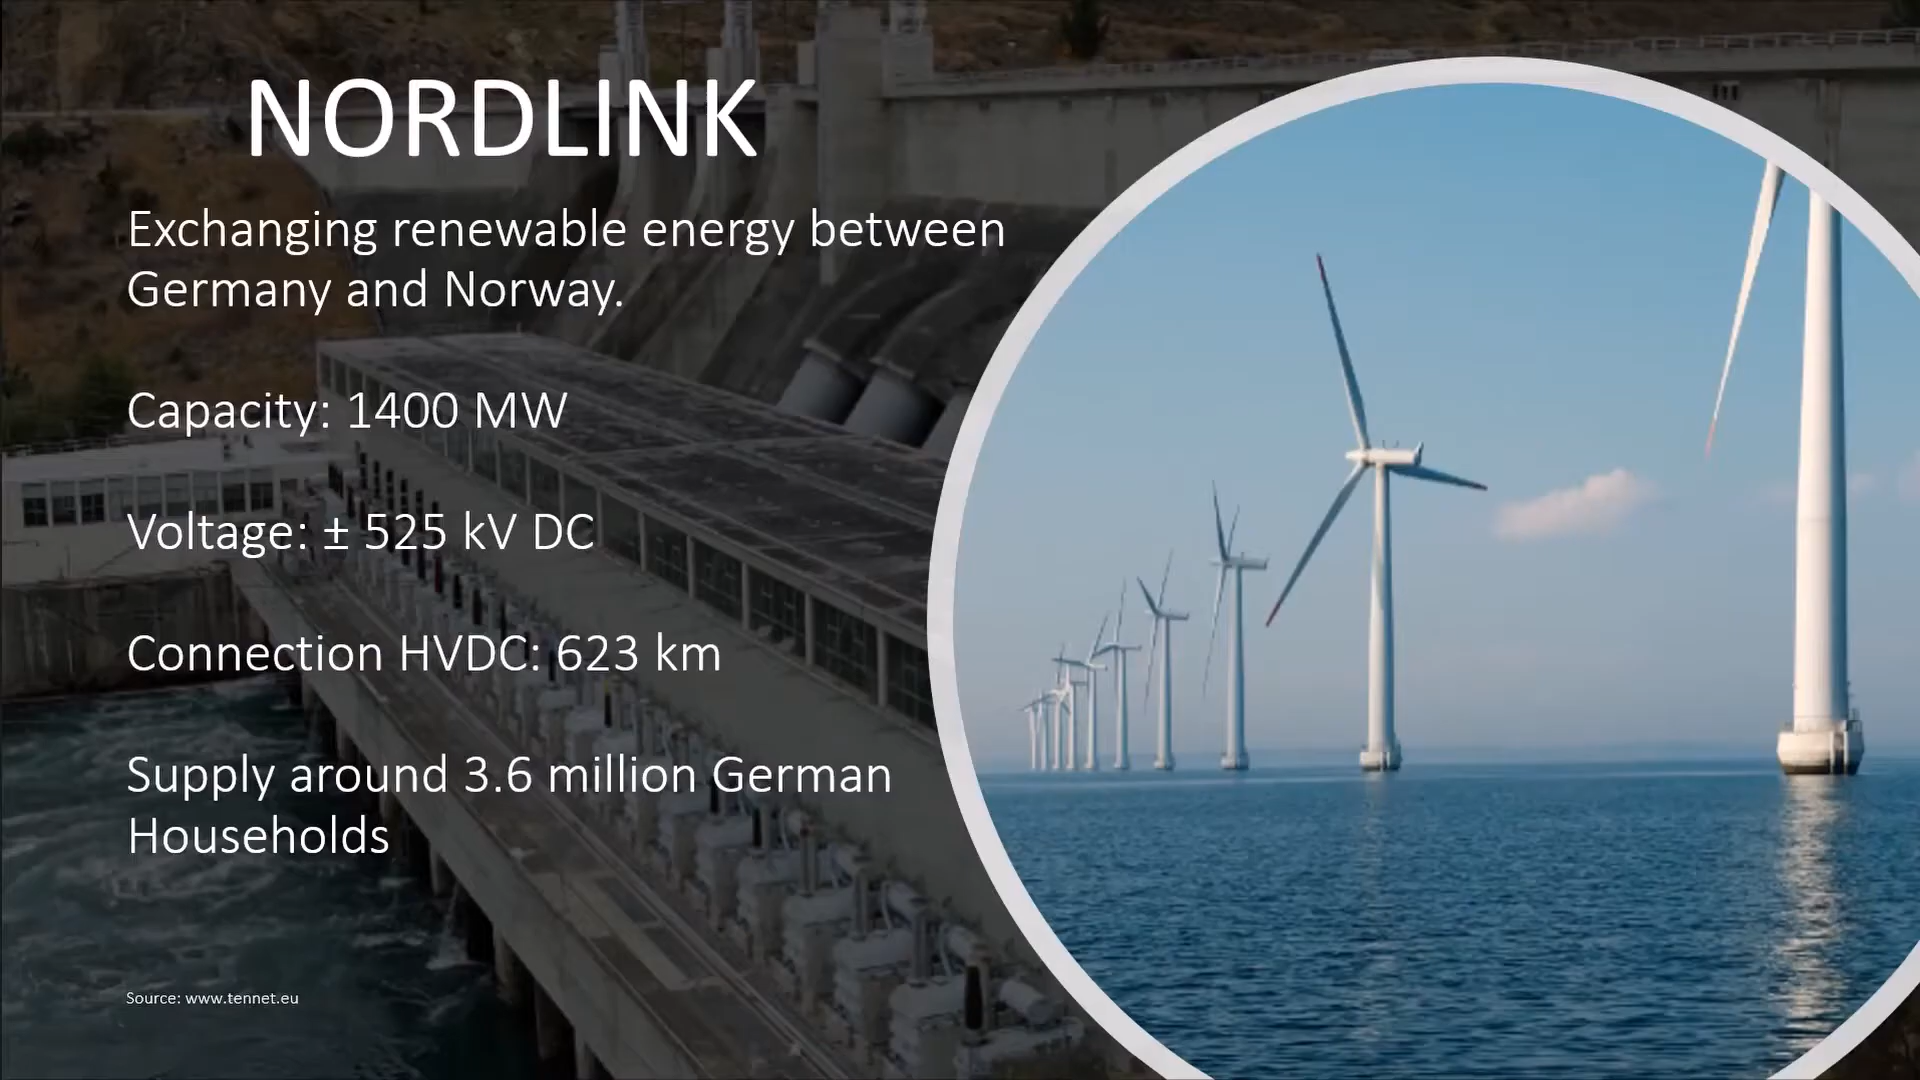 NORDLINK
Exchanging renewable energy between
Germany and Norway.
Capacity: 1400 MW
Voltage: ± 525 kV DC
Connection HVDC: 623 km
Supply around 3.6 million German
Households
Source: www.tennet.eu